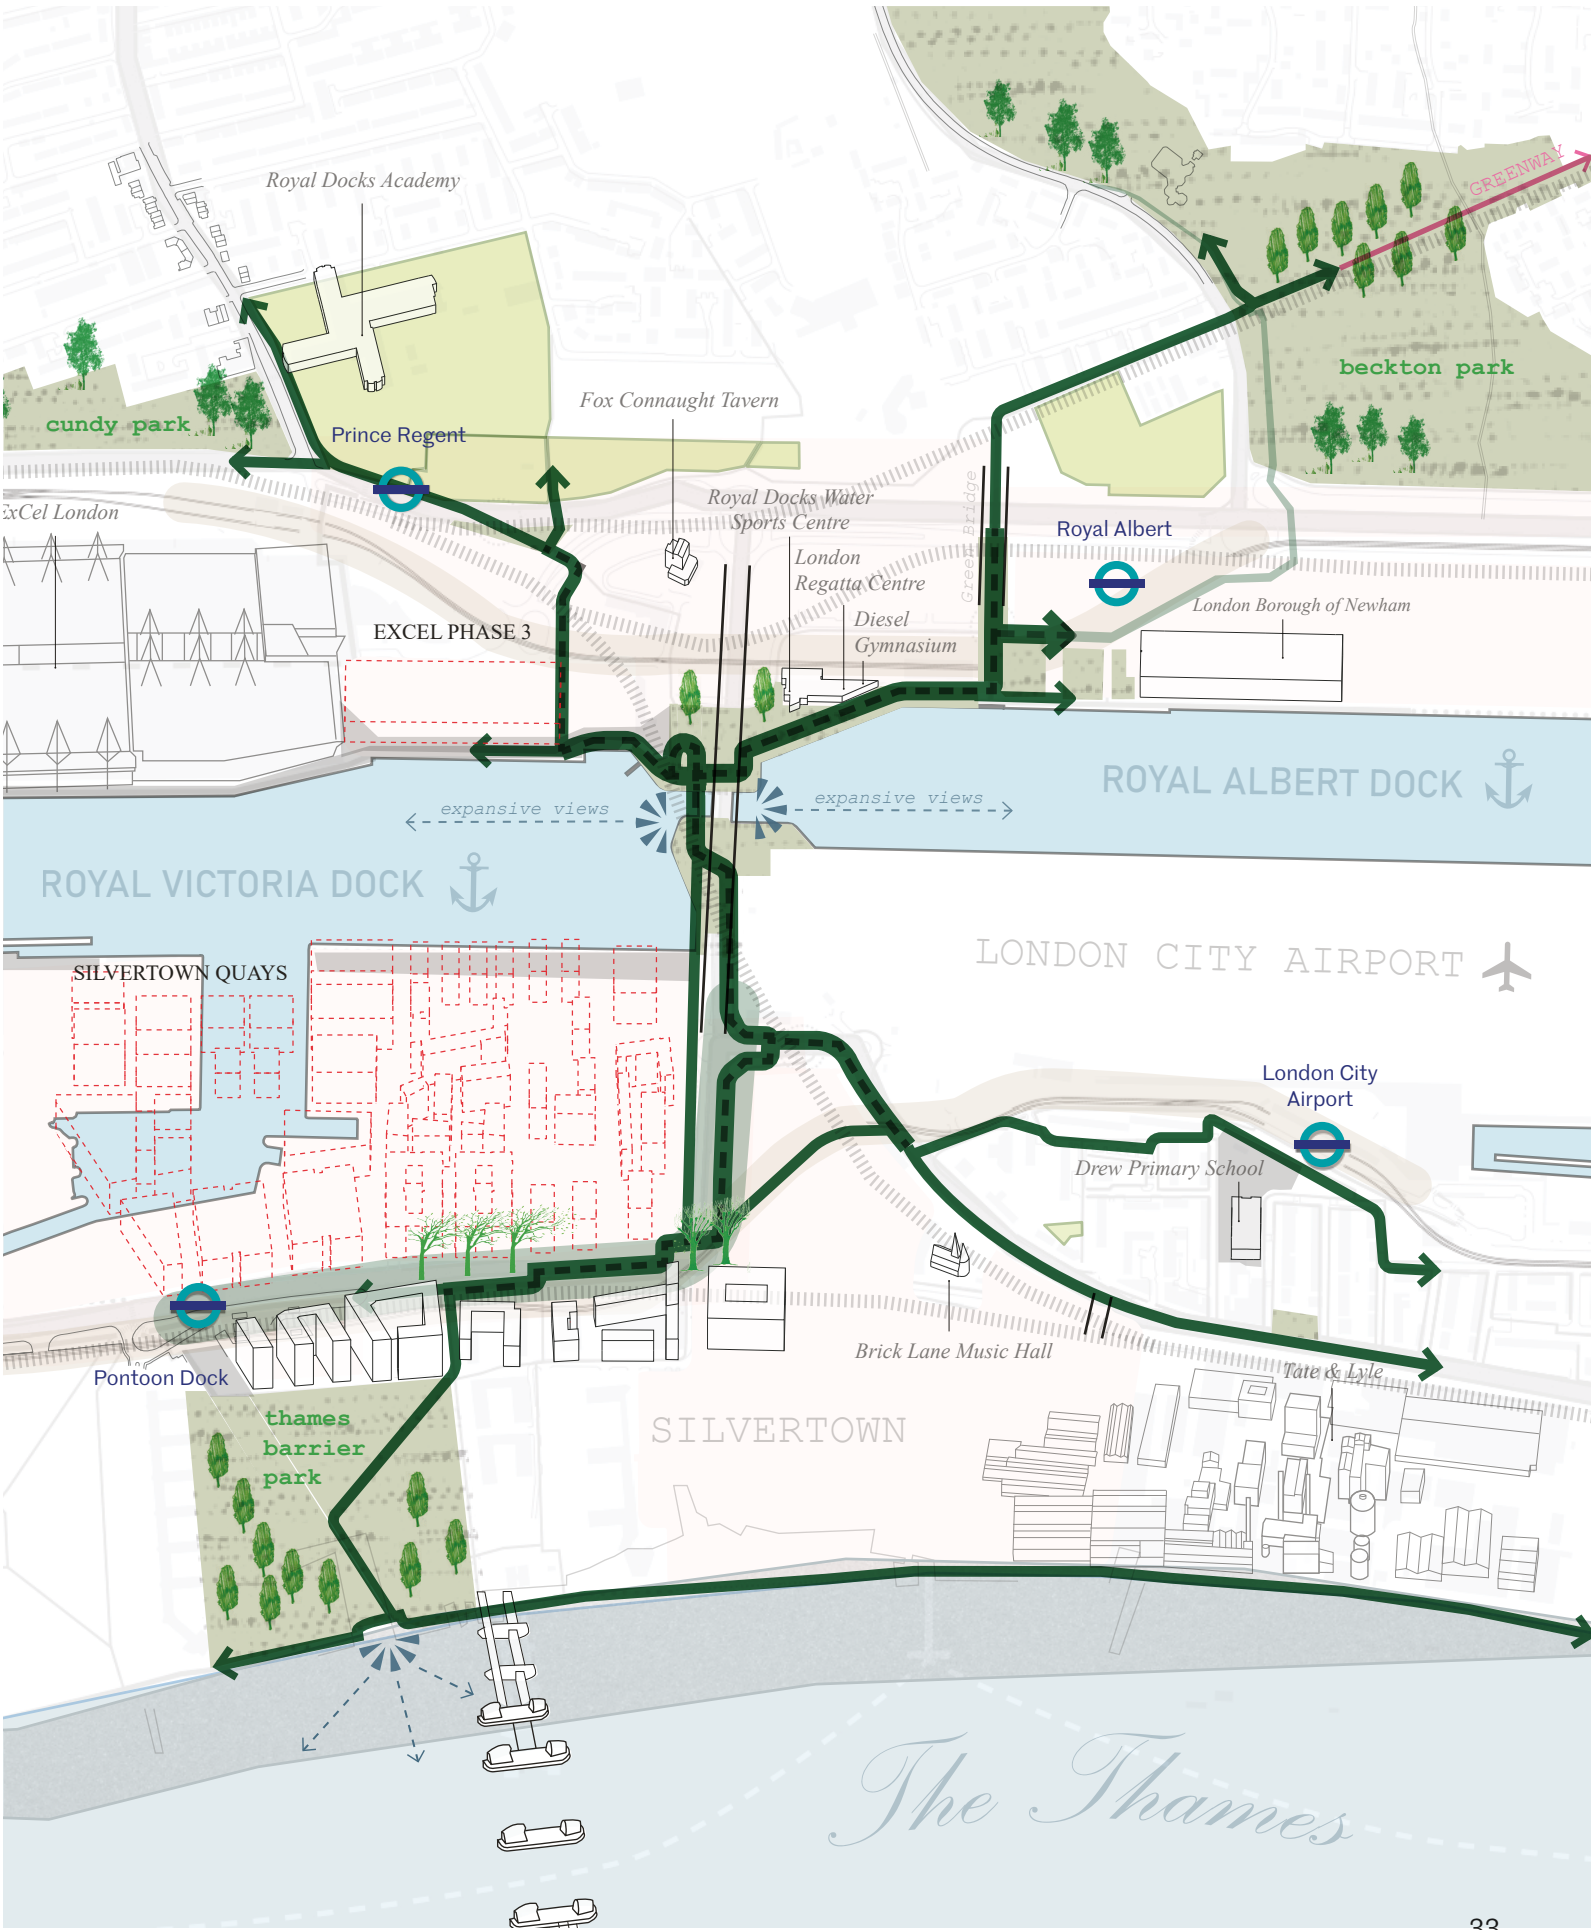 GREENWAY
Royal Docks Academy
beckton park
Fox Connaught Tavern
cundy park
Prince Regent
Royal Docks Water
Sports Centre
ExCel London
Green Bridge
Royal Albert
London
Regatta Centre
London Borough of Newham
Diesel
Gymnasium
EXCEL PHASE 3
ROYAL ALBERT DOCK
expansive views
expansive views
ROYAL VICTORIA DOCK
LONDON CITY AIRPORT
SILVERTOWN QUAYS
London City
Airport
Drew Primary School
Brick Lane Music Hall
Tate & Lyle
Pontoon Dock
thames
barrier
park
SILVERTOWN
The Thames
33